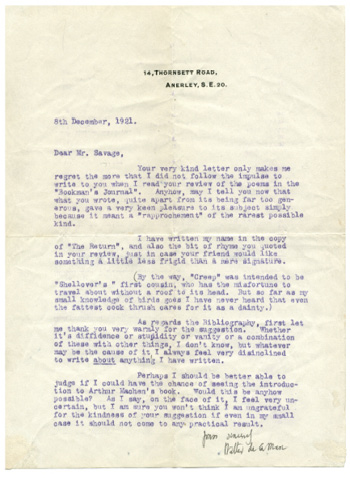 14, THORNSETT ROAD,
ANERLEY, S.E. 20.
8th December, 1921.
Dear Mr. Savage,
Your very kind letter only makes me
regret the more that I did not follow the impulse to
write to you when I read your review of the poems in the
"Bookman's Journal". Anyhow, may I tell you now that
what you wrote, quite apart from its being far too gen-
erous, gave a very keen pleasure to its subject simply
because it meant a "rapprochement" of the rarest possible
kind.
I have written my name in the copy
of "The Return", and also the bit of rhyme you quoted
in your review, just in case your friend would like
something a little less frigid than a mere signature.
(By the way, "Creep" was intended to be
"Shellover's" first cousin, who has the misfortune to
travel about without a roof to its head. But so far as my
small knowledge of birds goes I have never heard that even
the fattest cock thrush cares for it as a dainty.)
As regards the Bibliography, first let
me thank you very warmly for the suggestion. Whether
it's diffidence or stupidity or vanity or a combination
of these with other things, I don't know, but whatever
may be the cause of it I always feel very disinclined
to write about anything I have written.
Perhaps I should be better able to
judge if I could have the chance of seeing the introduc-
tion to Arthur Machen's book. Would this be anyhow
possible? As I say, on the face of it, I feel very un-
certain, but I am sure you won't think I am ungrateful
for the kindness of your suggestion if even in my small
case it should not come to any practical result.
Yours sincerely
Walter de la Mare